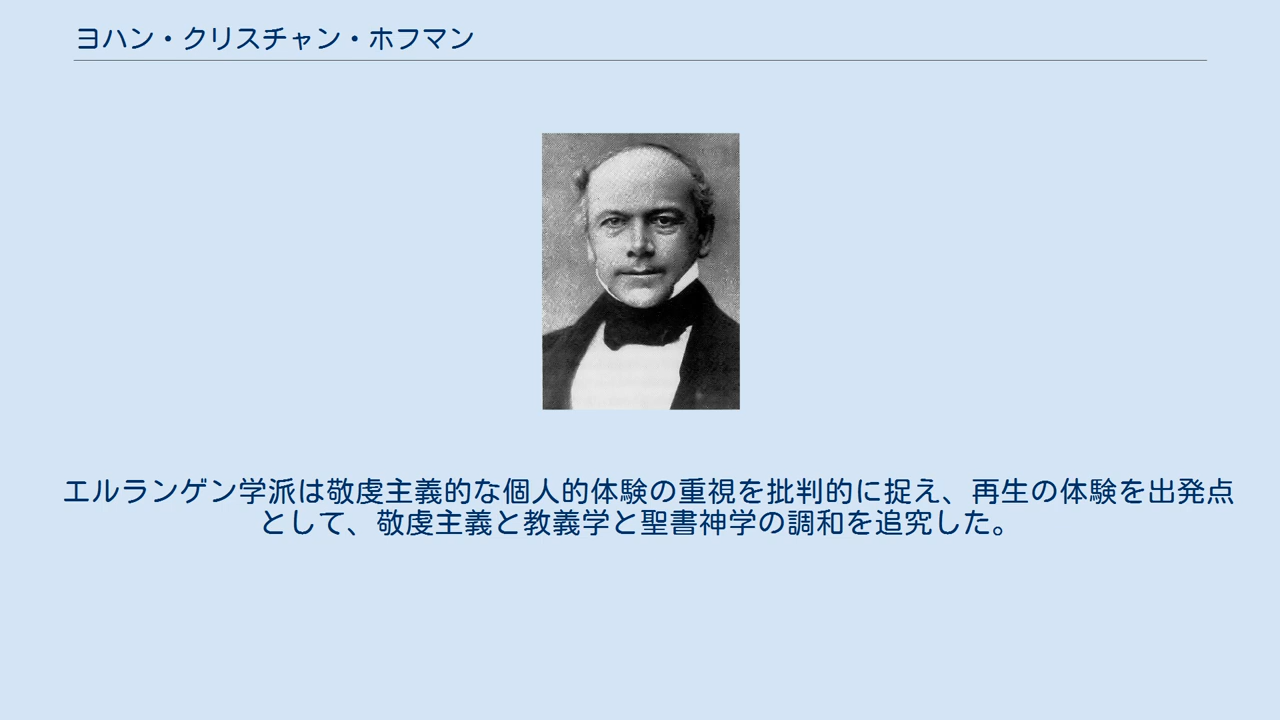 ヨハン・クリスチャン・ホフマン
エルランゲン学派は敬虔主義的な個人的体験の重視を批判的に捉え、再生の体験を出発点
として、敬虔主義と教義学と聖書神学の調和を追究した。